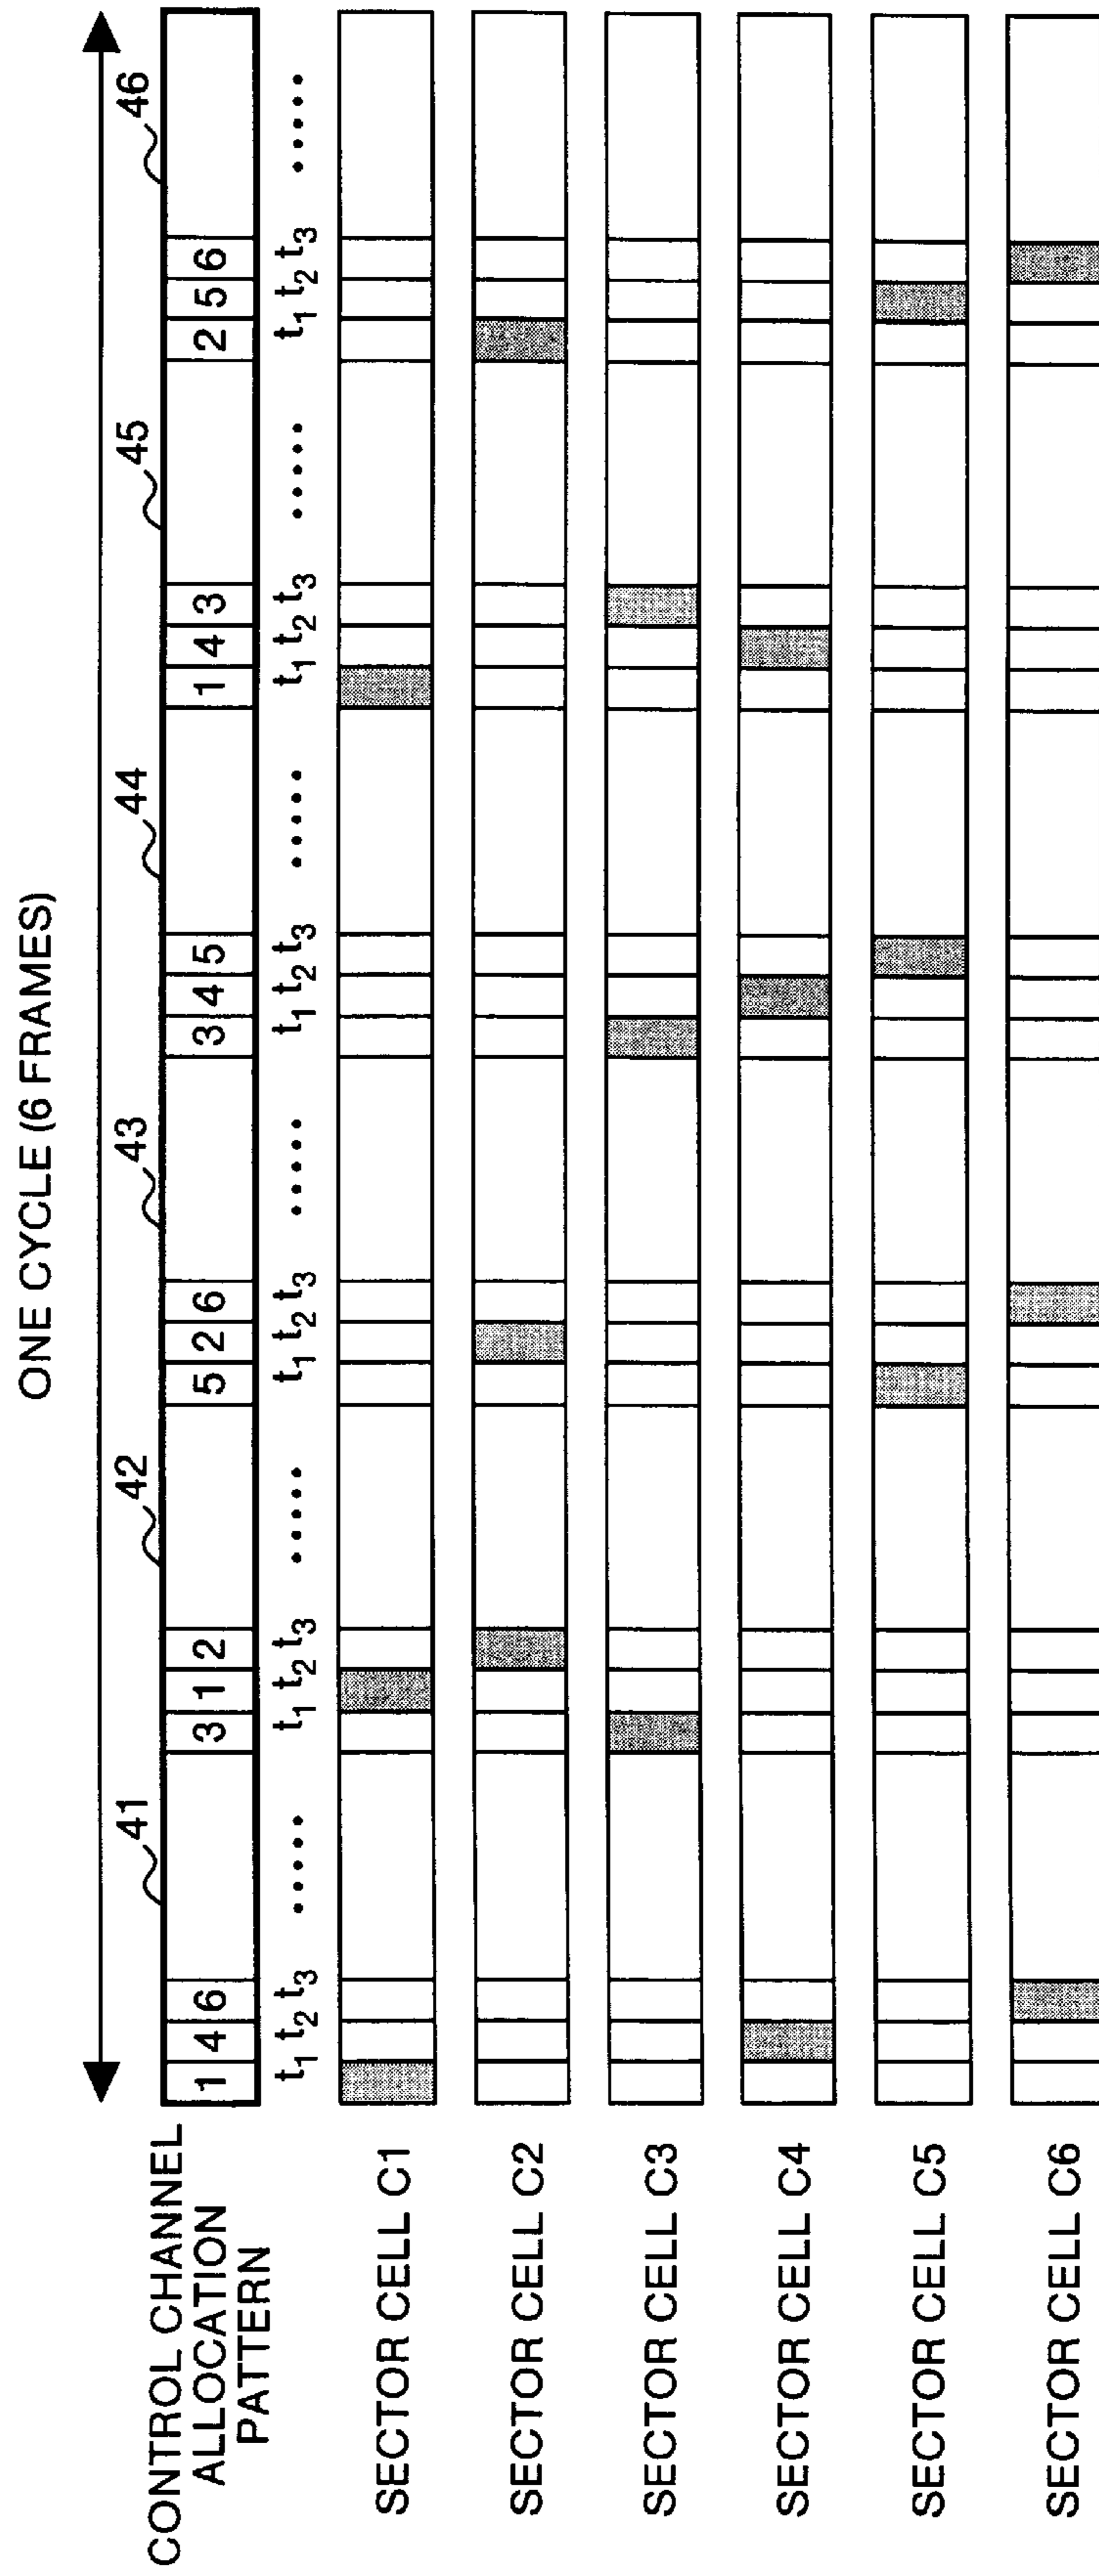 ONE CYCLE (6 FRAMES)
41 42 43 44 45 46
CONTROL CHANNEL
ALLOCATION
PATTERN
1 4 6 3 1 2 5 2 6 3 4 5 1 4 3 2 5 6
t1 t2 t3 ..... t1 t2 t3 ..... t1 t2 t3 ..... t1 t2 t3 ..... t1 t2 t3 ..... t1 t2 t3 .....
SECTOR CELL C1
SECTOR CELL C2
SECTOR CELL C3
SECTOR CELL C4
SECTOR CELL C5
SECTOR CELL C6